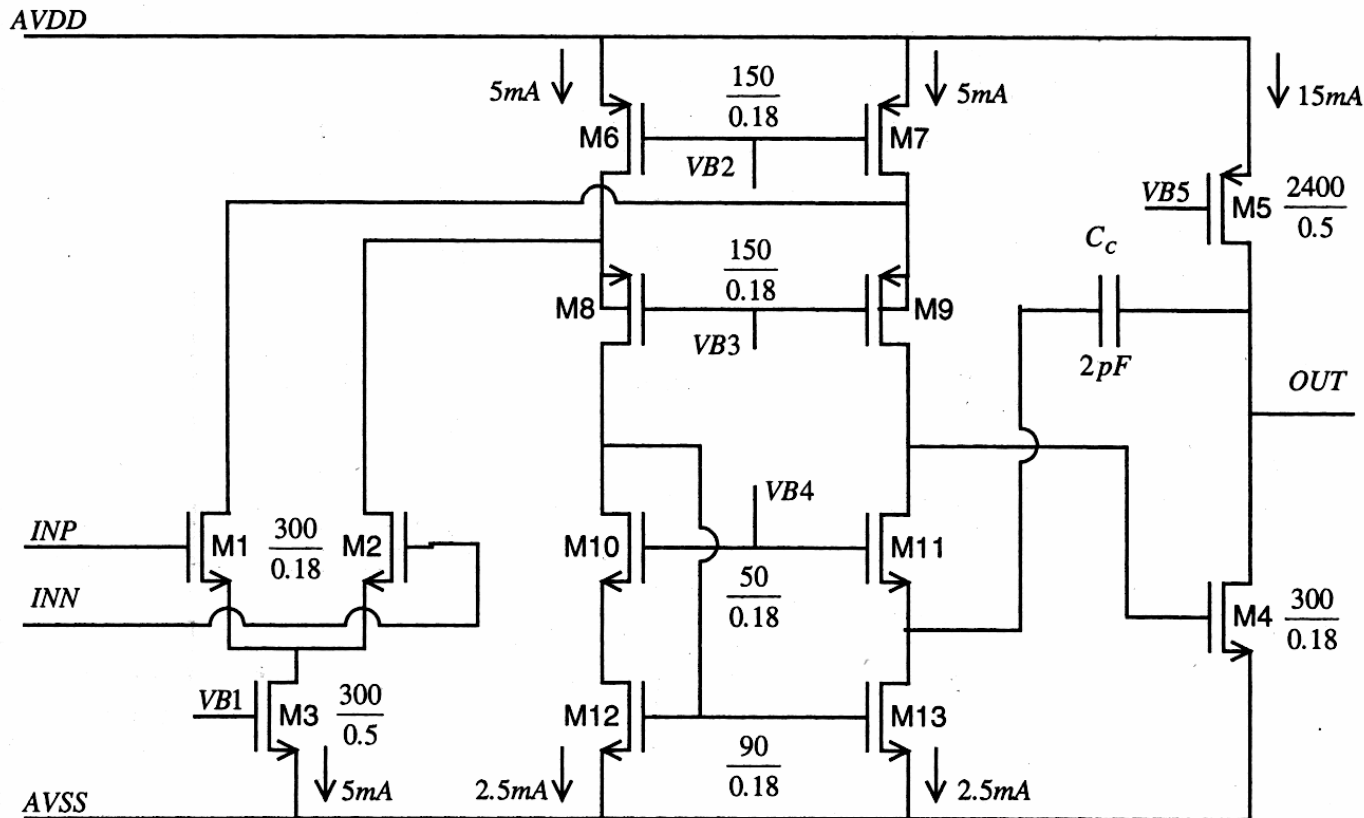 AVDD
5mA
150
0.18
5mA
15mA
M6
M7
VB2
VB5
M5
2400
0.5
150
0.18
C_c
M8
M9
VB3
2pF
OUT
VB4
INP
M1
300
0.18
M2
M10
M11
INN
50
0.18
M4
300
0.18
VB1
M3
300
0.5
M12
M13
90
0.18
5mA
2.5mA
2.5mA
AVSS